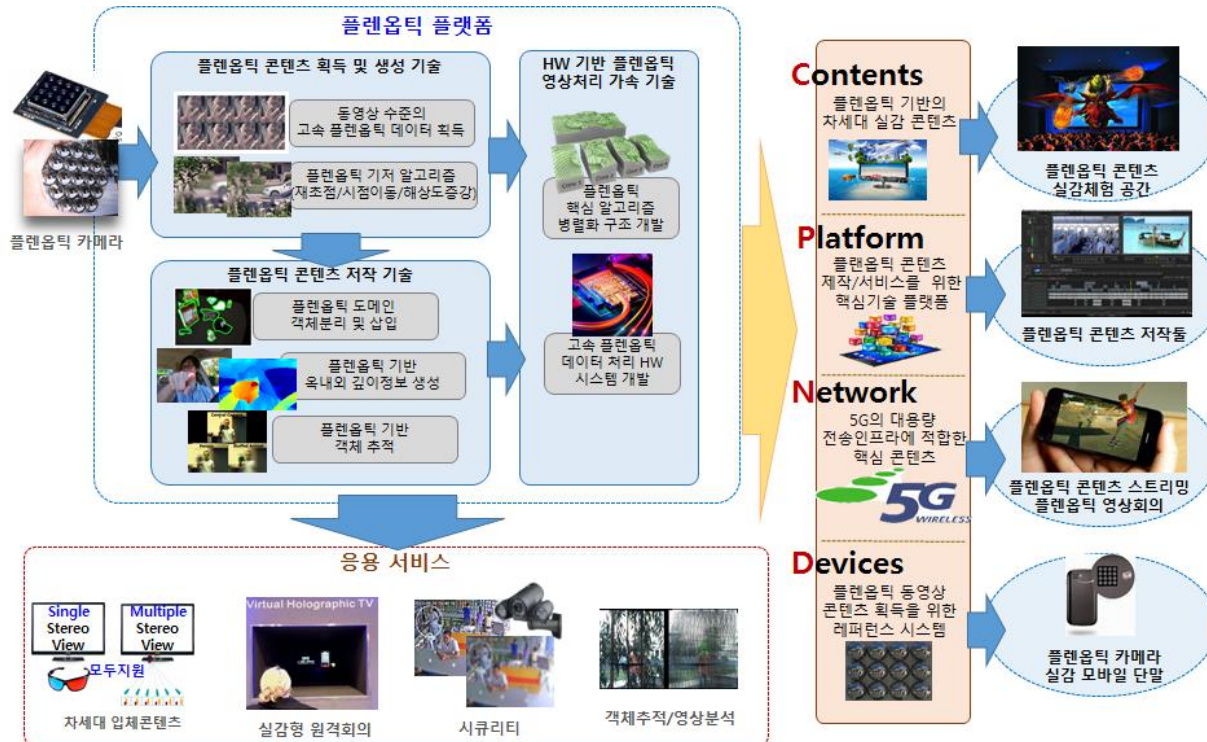 플렌옵틱 플랫폼
플렌옵틱 카메라
플렌옵틱 콘텐츠 획득 및 생성 기술
동영상 수준의
고속 플렌옵틱 데이터 획득
플렌옵틱 기저 알고리즘
(재초점/시점이동/해상도증강)
플렌옵틱 콘텐츠 저작 기술
플렌옵틱 도메인
객체분리 및 삽입
플렌옵틱 기반
옥내외 깊이정보 생성
플렌옵틱 기반
객체 추적
HW 기반 플렌옵틱
영상처리 가속 기술
플렌옵틱
핵심 알고리즘
병렬화 구조 개발
고속 플렌옵틱
데이터 처리 HW
시스템 개발
응용 서비스
Single
Stereo
View
Multiple
Stereo
View
모두지원
차세대 입체콘텐츠
Virtual Holographic TV
실감형 원격회의
시큐리티
객체추적/영상분석
Contents
플렌옵틱 기반의
차세대 실감 콘텐츠
플렌옵틱 콘텐츠
실감체험 공간
Platform
플랜옵틱 콘텐츠
제작/서비스를 위한
핵심기술 플랫폼
플렌옵틱 콘텐츠 저작툴
Network
5G의 대용량
전송인프라에 적합한
핵심 콘텐츠
5G
WIRELESS
플렌옵틱 콘텐츠 스트리밍
플렌옵틱 영상회의
Devices
플렌옵틱 동영상
콘텐츠 획득을 위한
레퍼런스 시스템
플렌옵틱 카메라
실감 모바일 단말